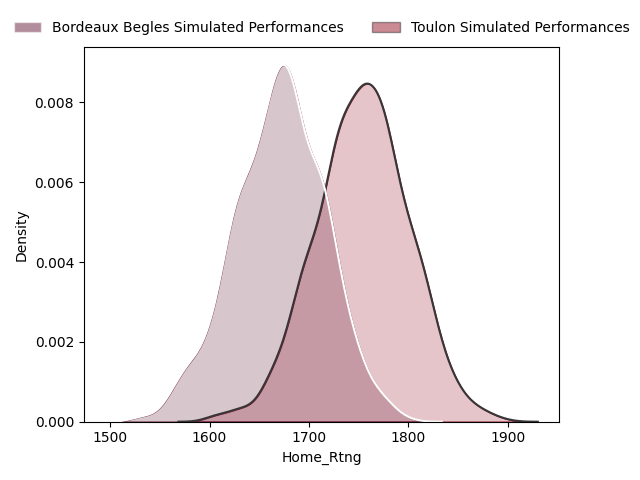 Bordeaux Begles Simulated Performances
Toulon Simulated Performances
Density
0.008
0.006
0.004
0.002
0.000
1500
1600
1700
1800
1900
Home_Rtng